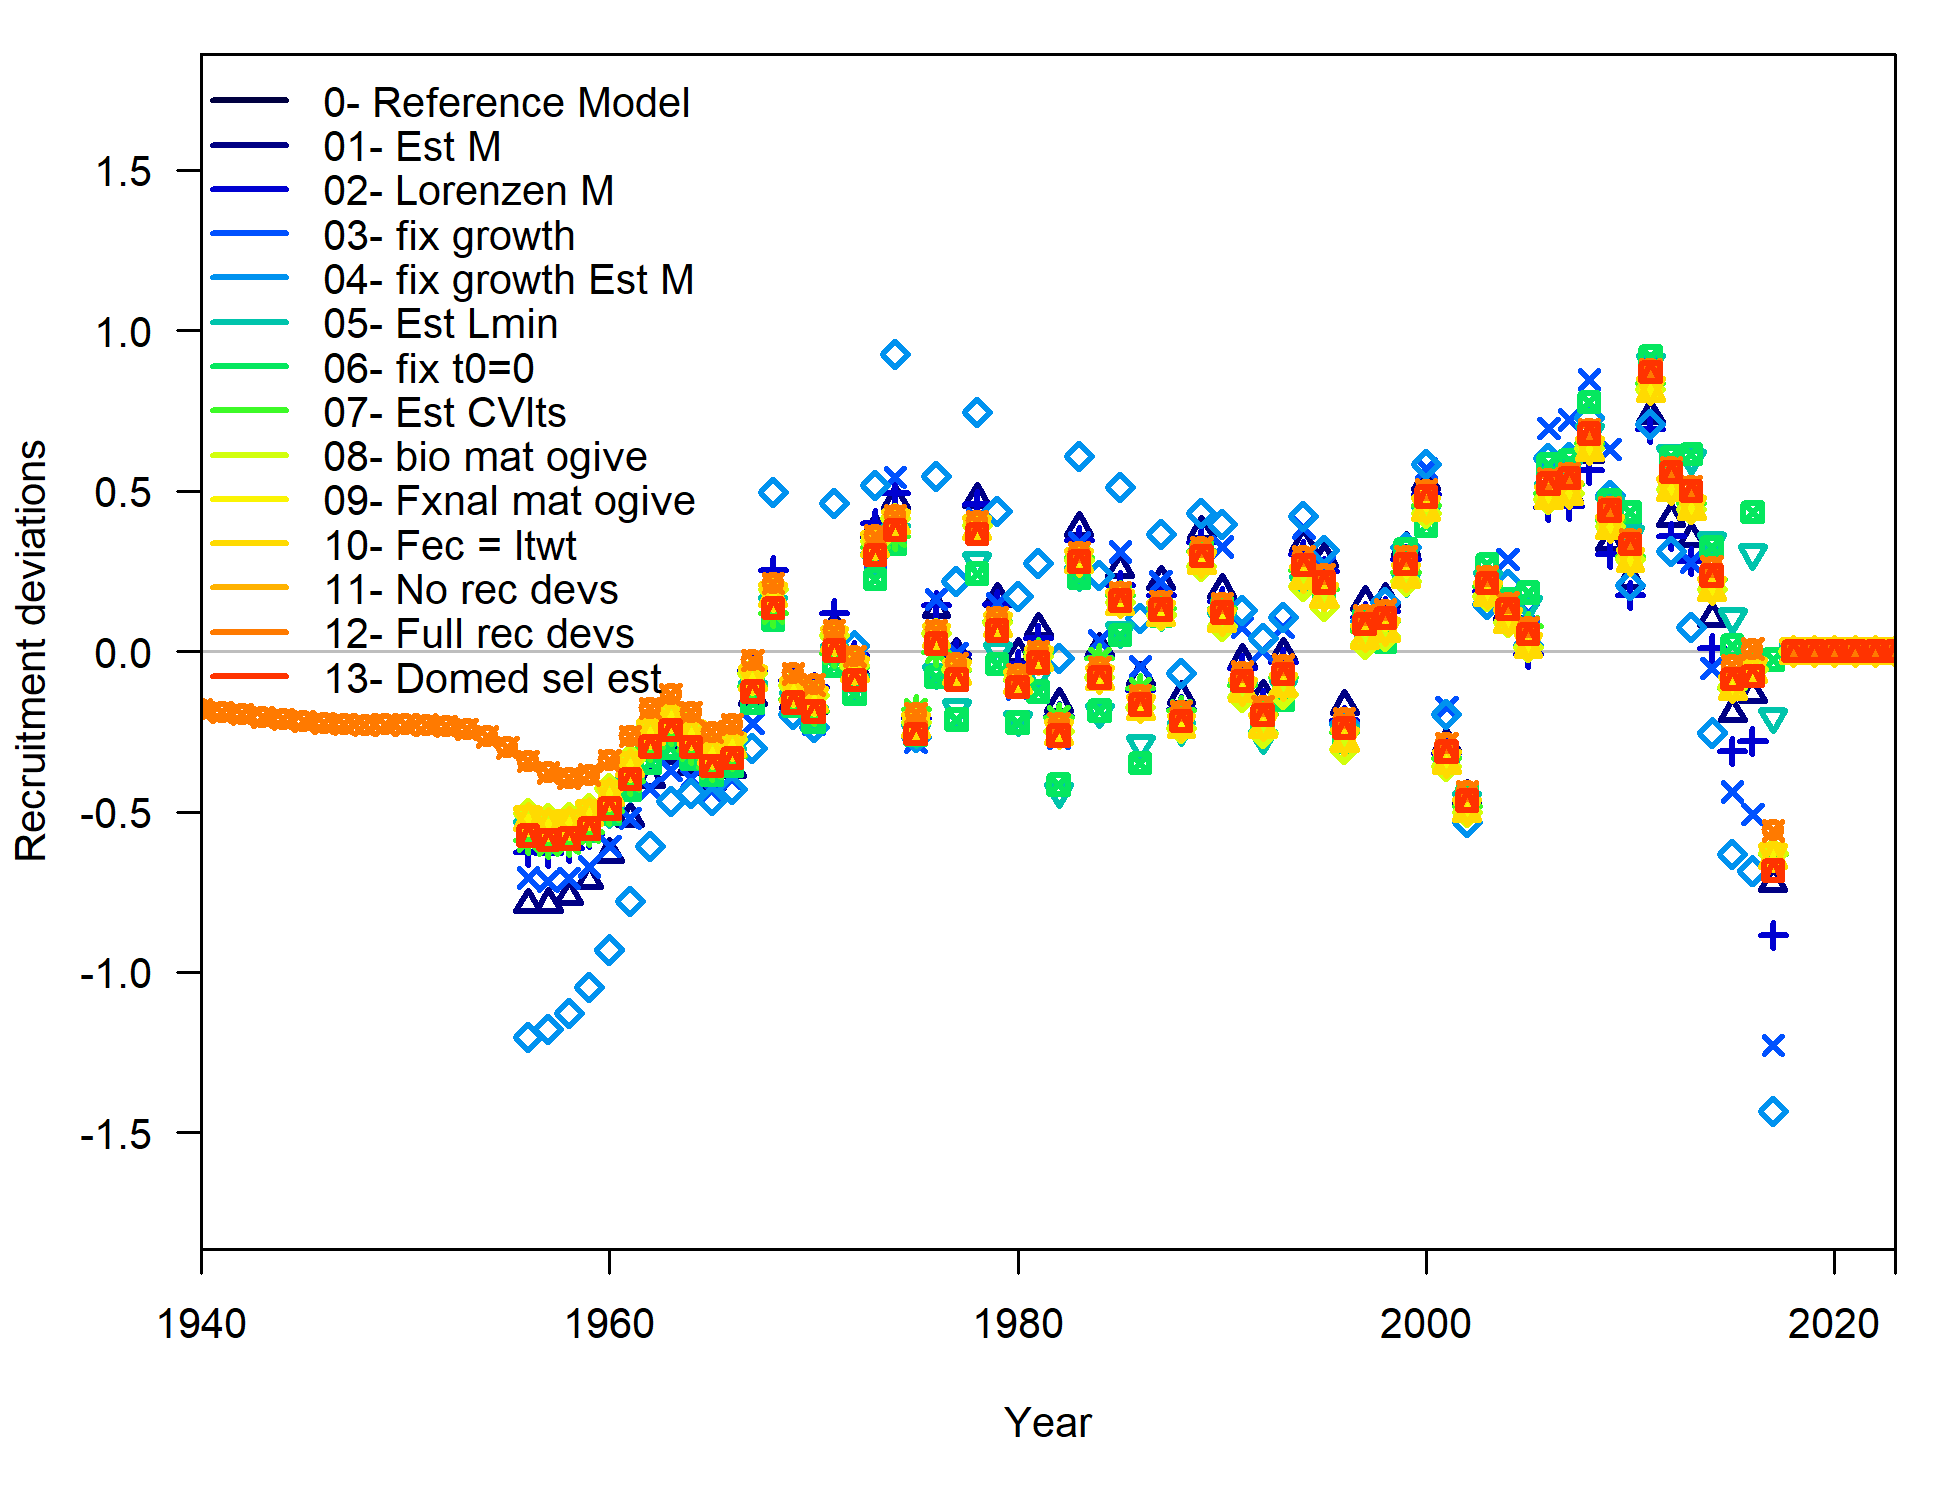 0- Reference Model
01- Est M
02- Lorenzen M
03- fix growth
04- fix growth Est M
05- Est Lmin
06- fix t0=0
07- Est CVlts
08- bio mat ogive
09- Fxnal mat ogive
10- Fec = ltwt
11- No rec devs
12- Full rec devs
13- Domed sel est
1.5
1.0
0.5
0.0
-0.5
-1.0
-1.5
Recruitment deviations
1940
1960
1980
2000
2020
Year